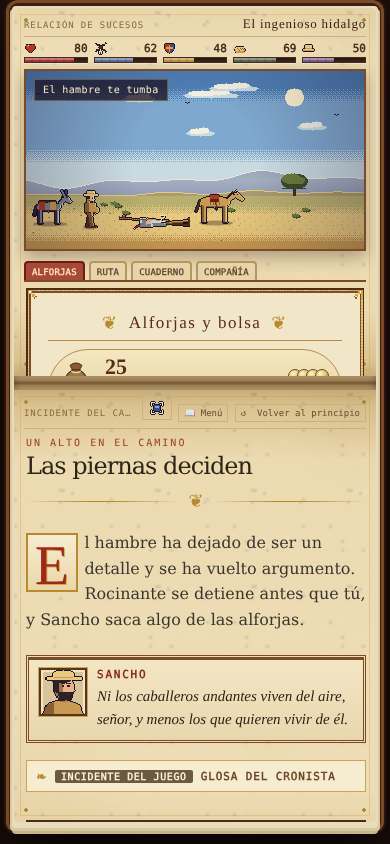 RELACIÓN DE SUCESOS
El ingenioso hidalgo
80 62 48 69 50
El hambre te tumba
ALFORJAS RUTA CUADERNO COMPAÑÍA
Alforjas y bolsa
25
INCIDENTE DEL CA… Menú Volver al principio
UN ALTO EN EL CAMINO
Las piernas deciden
El hambre ha dejado de ser un
detalle y se ha vuelto argumento.
Rocinante se detiene antes que tú,
y Sancho saca algo de las alforjas.
SANCHO
Ni los caballeros andantes viven del aire,
señor, y menos los que quieren vivir de él.
INCIDENTE DEL JUEGO GLOSA DEL CRONISTA